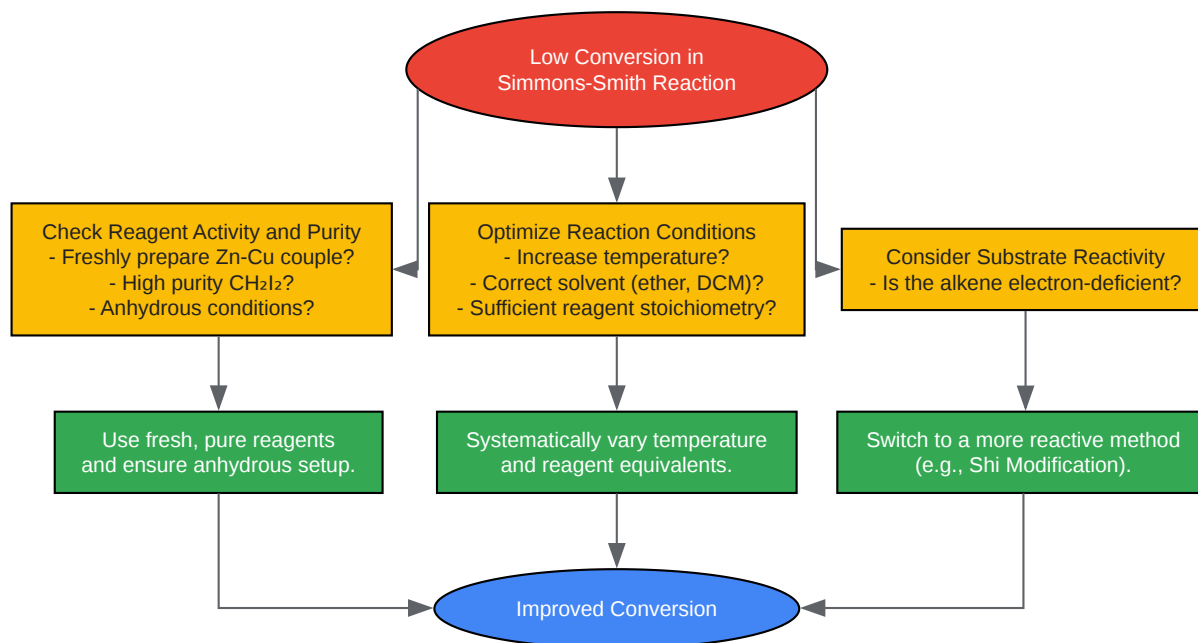 Low Conversion in
Simmons-Smith Reaction
Check Reagent Activity and Purity
- Freshly prepare Zn-Cu couple?
- High purity CH₂I₂?
- Anhydrous conditions?
Optimize Reaction Conditions
- Increase temperature?
- Correct solvent (ether, DCM)?
- Sufficient reagent stoichiometry?
Consider Substrate Reactivity
- Is the alkene electron-deficient?
Use fresh, pure reagents
and ensure anhydrous setup.
Systematically vary temperature
and reagent equivalents.
Switch to a more reactive method
(e.g., Shi Modification).
Improved Conversion